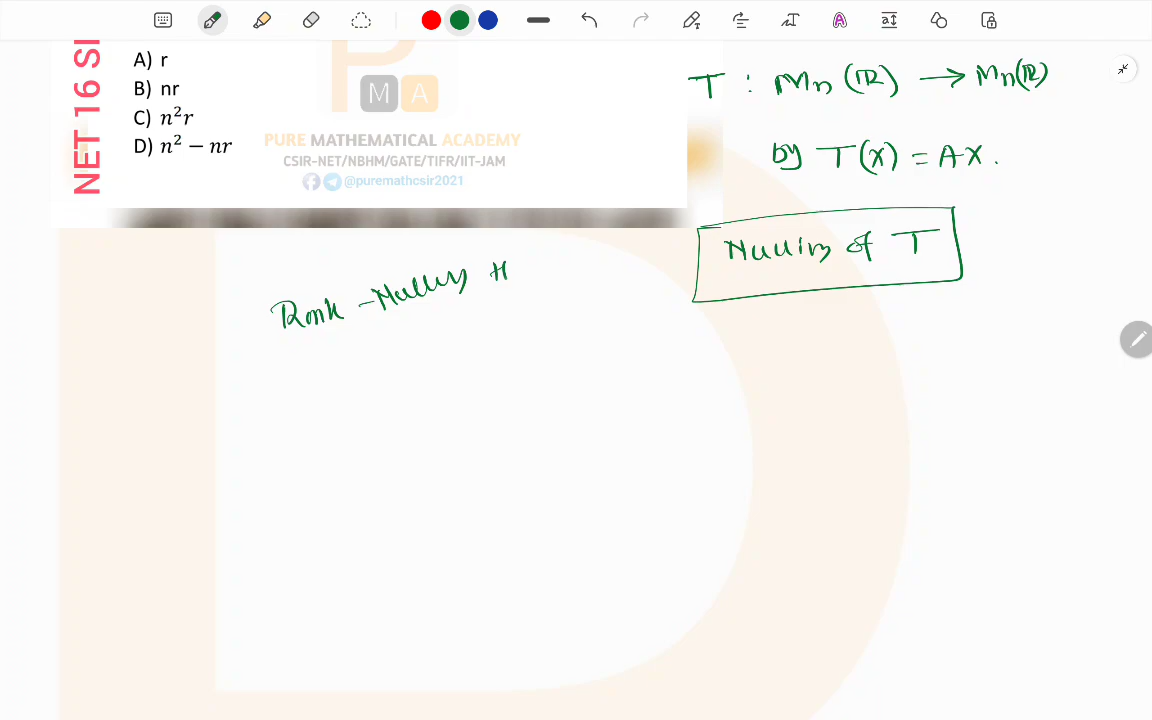 NET 16 SI
A) r
B) nr
C) n²r
D) n² − nr
M A
PURE MATHEMATICAL ACADEMY
CSIR-NET/NBHM/GATE/TIFR/IIT-JAM
@puremathcsir2021
T : Mn (ℝ) → Mn(ℝ)
by T(X) = AX.
Nullity of T
Rank - Nullity